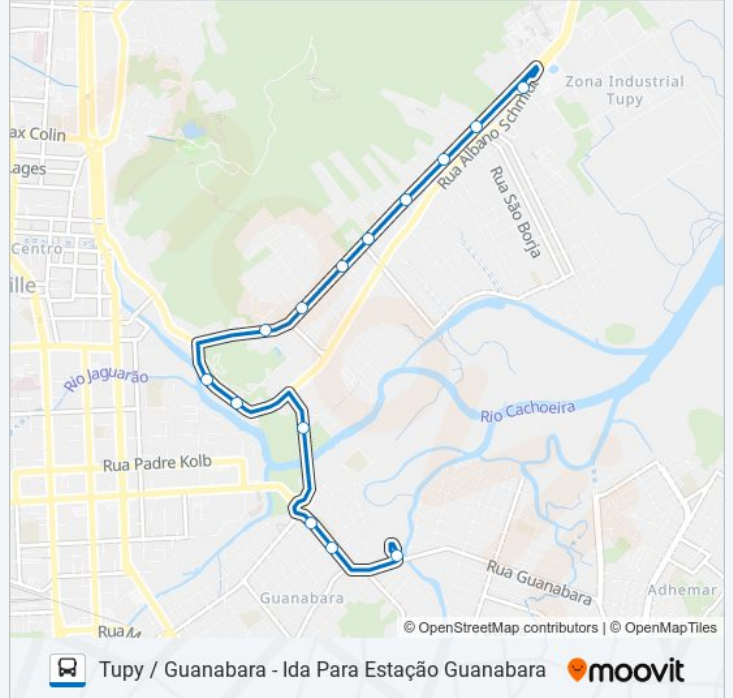 Zona Industrial
Tupy
ax Colin
Rua Albano Schmidt
ages
Rua São Borja
Centro
ille
Rio Jaguarão
Rio Cachoeira
Rua Padre Kolb
Rua Guanabara
Adhemar
Guanabara
Rua M
© OpenStreetMap contributors | © OpenMapTiles
Tupy / Guanabara - Ida Para Estação Guanabara
moovit